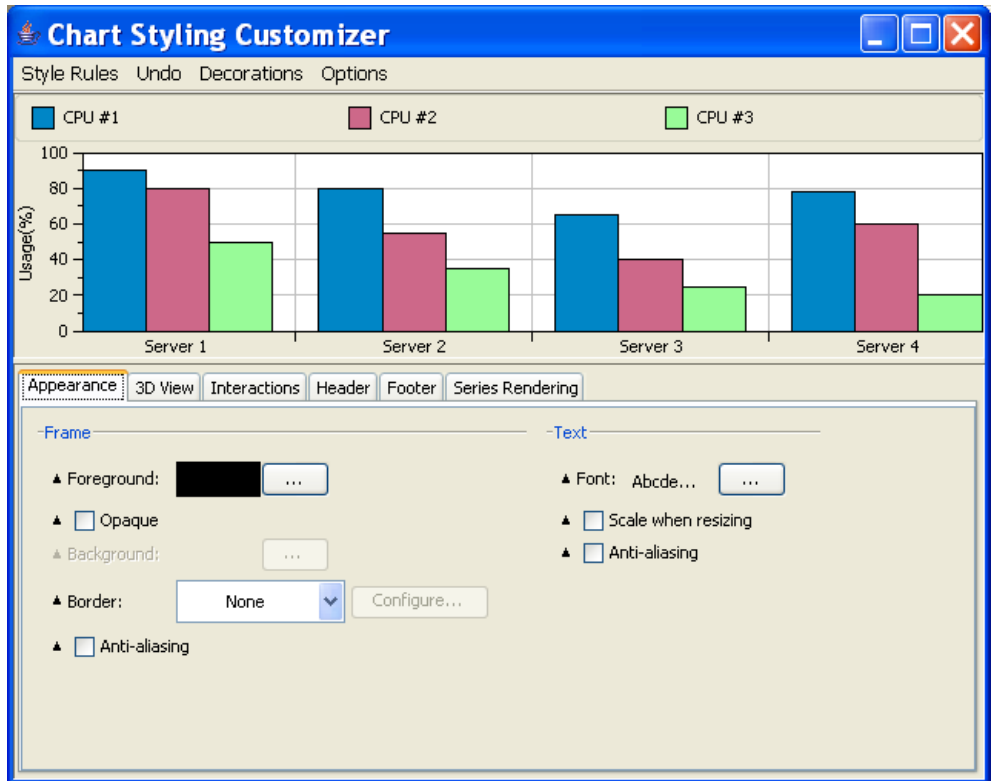 Chart Styling Customizer
Style Rules Undo Decorations Options
CPU #1 CPU #2 CPU #3
Usage(%)
100
80
60
40
20
0
Server 1 Server 2 Server 3 Server 4
Appearance 3D View Interactions Header Footer Series Rendering
Frame
Foreground: ...
Opaque
Background: ...
Border: None Configure...
Anti-aliasing
Text
Font: Abcde... ...
Scale when resizing
Anti-aliasing